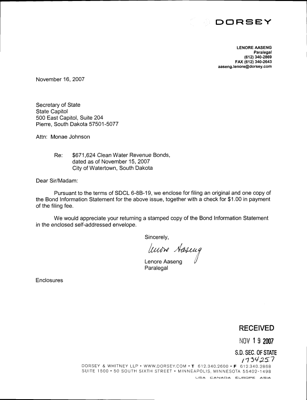 DORSEY
LENORE AASENG
Paralegal
(612) 340-2869
FAX (612) 340-2643
aaseng.lenore@dorsey.com
November 16, 2007
Secretary of State
State Capitol
500 East Capitol, Suite 204
Pierre, South Dakota 57501-5077
Attn: Monae Johnson
Re: $671,624 Clean Water Revenue Bonds,
dated as of November 15, 2007
City of Watertown, South Dakota
Dear Sir/Madam:
Pursuant to the terms of SDCL 6-8B-19, we enclose for filing an original and one copy of
the Bond Information Statement for the above issue, together with a check for $1.00 in payment
of the filing fee.
We would appreciate your returning a stamped copy of the Bond Information Statement
in the enclosed self-addressed envelope.
Sincerely,
Lenore Aaseng
Lenore Aaseng
Paralegal
Enclosures
RECEIVED
NOV 19 2007
S.D. SEC. OF STATE
1734257
DORSEY & WHITNEY LLP • WWW.DORSEY.COM • T 612.340.2600 • F 612.340.2868
SUITE 1500 • 50 SOUTH SIXTH STREET • MINNEAPOLIS, MINNESOTA 55402-1498
USA CANADA EUROPE ASIA